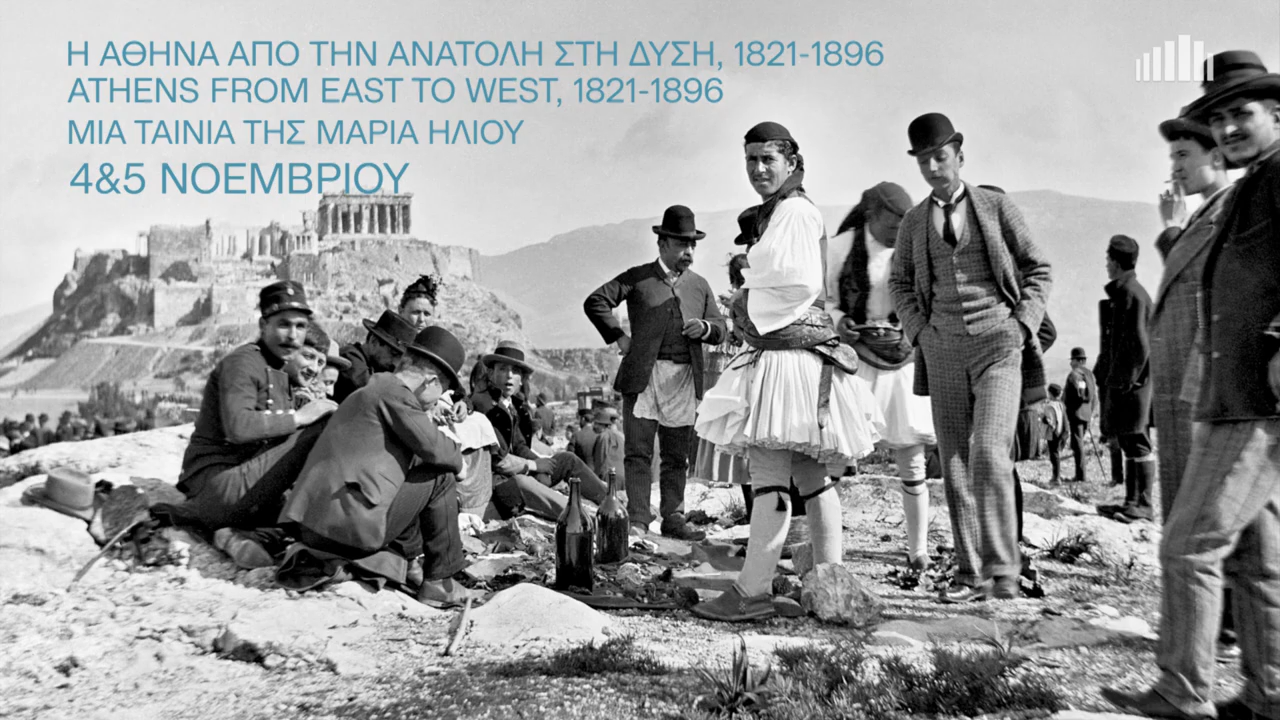 Η ΑΘΗΝΑ ΑΠΟ ΤΗΝ ΑΝΑΤΟΛΗ ΣΤΗ ΔΥΣΗ, 1821-1896
ATHENS FROM EAST TO WEST, 1821-1896
ΜΙΑ ΤΑΙΝΙΑ ΤΗΣ ΜΑΡΙΑ ΗΛΙΟΥ
4&5 ΝΟΕΜΒΡΙΟΥ